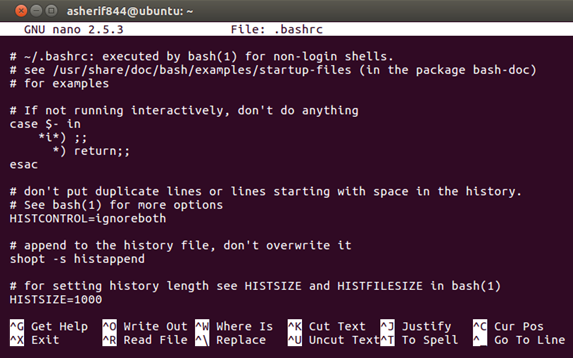 asherif844@ubuntu: ~
GNU nano 2.5.3 File: .bashrc
# ~/.bashrc: executed by bash(1) for non-login shells.
# see /usr/share/doc/bash/examples/startup-files (in the package bash-doc)
# for examples
# If not running interactively, don't do anything
case $- in
    *i*) ;;
      *) return;;
esac
# don't put duplicate lines or lines starting with space in the history.
# See bash(1) for more options
HISTCONTROL=ignoreboth
# append to the history file, don't overwrite it
shopt -s histappend
# for setting history length see HISTSIZE and HISTFILESIZE in bash(1)
HISTSIZE=1000
^G Get Help ^O Write Out ^W Where Is ^K Cut Text ^J Justify ^C Cur Pos
^X Exit ^R Read File ^\ Replace ^U Uncut Text ^T To Spell ^_ Go To Line